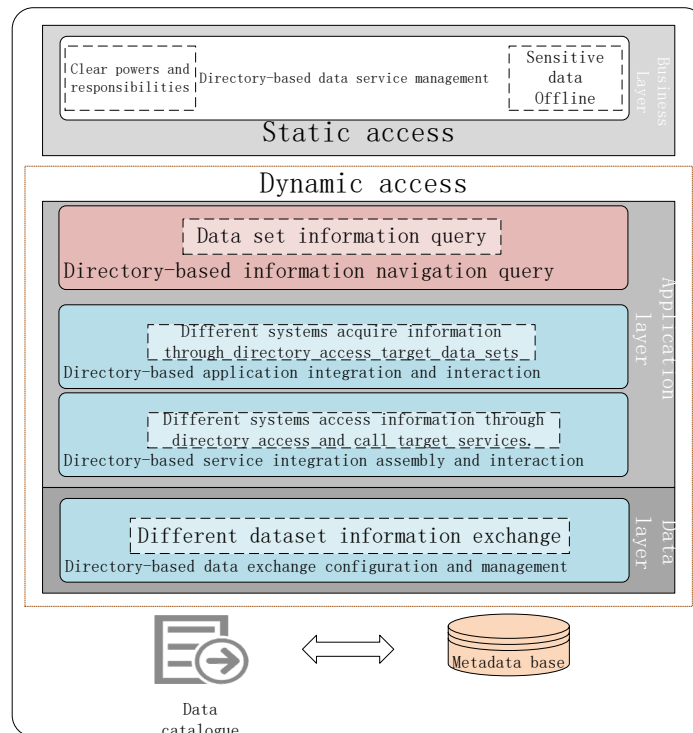 Clear powers and
responsibilities
Directory-based data service management
Sensitive
data
Offline
Business
Layer
Static access
Dynamic access
Data set information query
Directory-based information navigation query
Different systems acquire information
through directory access target data sets
Directory-based application integration and interaction
Different systems access information through
directory access and call target services.
Directory-based service integration assembly and interaction
Application
layer
Different dataset information exchange
Directory-based data exchange configuration and management
Data
layer
Metadata base
Data
catalogue